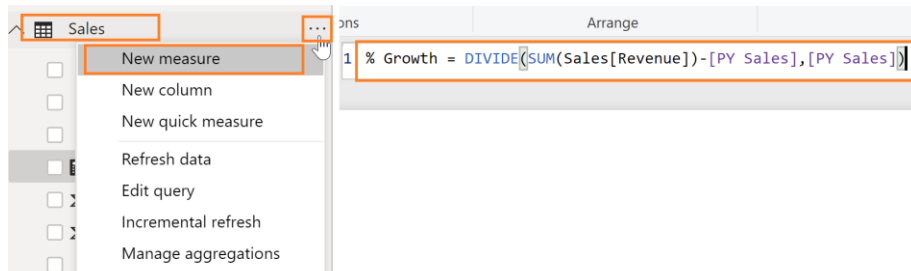 Sales
...
New measure
New column
New quick measure
Refresh data
Edit query
Incremental refresh
Manage aggregations
ons
Arrange
1 % Growth = DIVIDE(SUM(Sales[Revenue])-[PY Sales],[PY Sales])